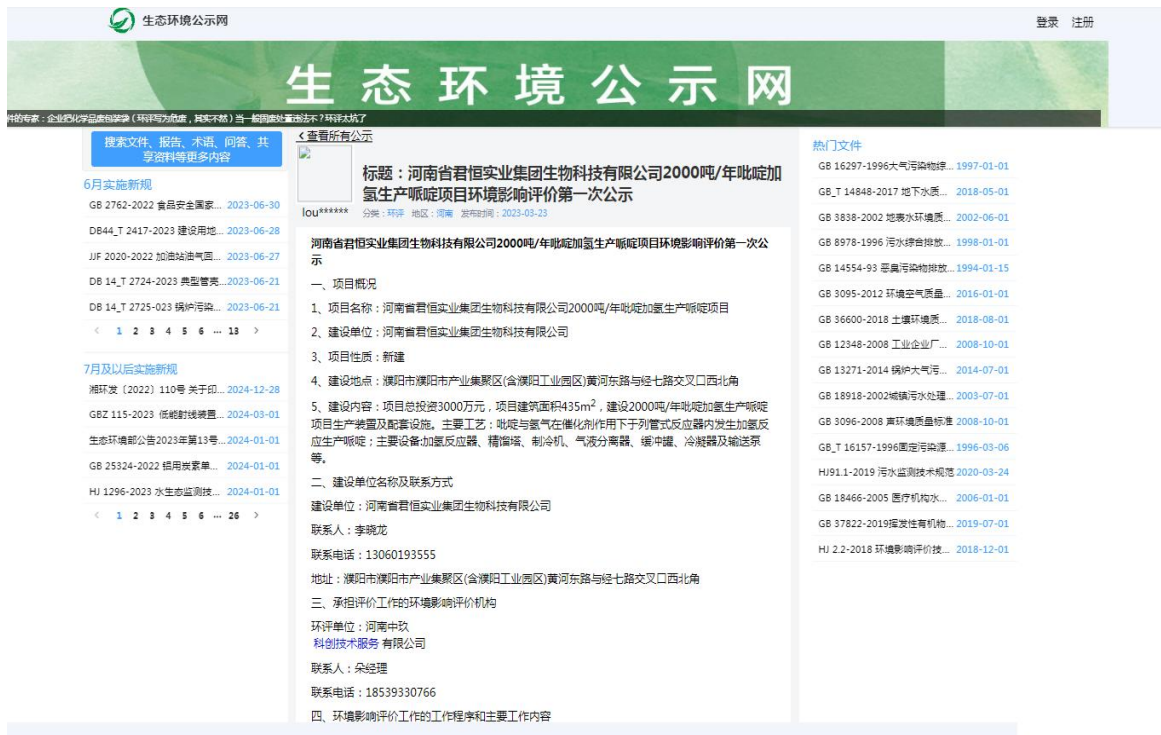 生态环境公示网
登录 注册
生态环境公示网
件的专家：企业把化学品废包装袋（环评写为危废，其实不然）当一般固废处置违法不？环评太坑了
搜索文件、报告、术语、问答、共
享资料等更多内容
6月实施新规
GB 2762-2022 食品安全国家... 2023-06-30
DB44_T 2417-2023 建设用地... 2023-06-28
JJF 2020-2022 加油站油气回... 2023-06-27
DB 14_T 2724-2023 典型管壳...2023-06-21
DB 14_T 2725-023 锅炉污染... 2023-06-21
< 1 2 3 4 5 6 ... 13 >
7月及以后实施新规
湘环发〔2022〕110号 关于印... 2024-12-28
GBZ 115-2023 低能射线装置... 2024-03-01
生态环境部公告2023年第13号...2024-01-01
GB 25324-2022 铝用炭素单... 2024-01-01
HJ 1296-2023 水生态监测技... 2024-01-01
< 1 2 3 4 5 6 ... 26 >
<查看所有公示
标题：河南省君恒实业集团生物科技有限公司2000吨/年吡啶加
氢生产哌啶项目环境影响评价第一次公示
lou******
分类：环评 地区：河南 发布时间：2023-03-23
河南省君恒实业集团生物科技有限公司2000吨/年吡啶加氢生产哌啶项目环境影响评价第一次公
示
一、项目概况
1、项目名称：河南省君恒实业集团生物科技有限公司2000吨/年吡啶加氢生产哌啶项目
2、建设单位：河南省君恒实业集团生物科技有限公司
3、项目性质：新建
4、建设地点：濮阳市濮阳市产业集聚区(含濮阳工业园区)黄河东路与经七路交叉口西北角
5、建设内容：项目总投资3000万元，项目建筑面积435m²，建设2000吨/年吡啶加氢生产哌啶
项目生产装置及配套设施。主要工艺：吡啶与氢气在催化剂作用下于列管式反应器内发生加氢反
应生产哌啶；主要设备:加氢反应器、精馏塔、制冷机、气液分离器、缓冲罐、冷凝器及输送泵
等。
二、建设单位名称及联系方式
建设单位：河南省君恒实业集团生物科技有限公司
联系人：李晓龙
联系电话：13060193555
地址：濮阳市濮阳市产业集聚区(含濮阳工业园区)黄河东路与经七路交叉口西北角
三、承担评价工作的环境影响评价机构
环评单位：河南中玖
科创技术服务 有限公司
联系人：朵经理
联系电话：18539330766
四、环境影响评价工作的工作程序和主要工作内容
热门文件
GB 16297-1996大气污染物综... 1997-01-01
GB_T 14848-2017 地下水质... 2018-05-01
GB 3838-2002 地表水环境质... 2002-06-01
GB 8978-1996 污水综合排放... 1998-01-01
GB 14554-93 恶臭污染物排放...1994-01-15
GB 3095-2012 环境空气质量... 2016-01-01
GB 36600-2018 土壤环境质... 2018-08-01
GB 12348-2008 工业企业厂... 2008-10-01
GB 13271-2014 锅炉大气污... 2014-07-01
GB 18918-2002城镇污水处理... 2003-07-01
GB 3096-2008 声环境质量标准 2008-10-01
GB_T 16157-1996固定污染源... 1996-03-06
HJ91.1-2019 污水监测技术规范 2020-03-24
GB 18466-2005 医疗机构水... 2006-01-01
GB 37822-2019挥发性有机物... 2019-07-01
HJ 2.2-2018 环境影响评价技... 2018-12-01